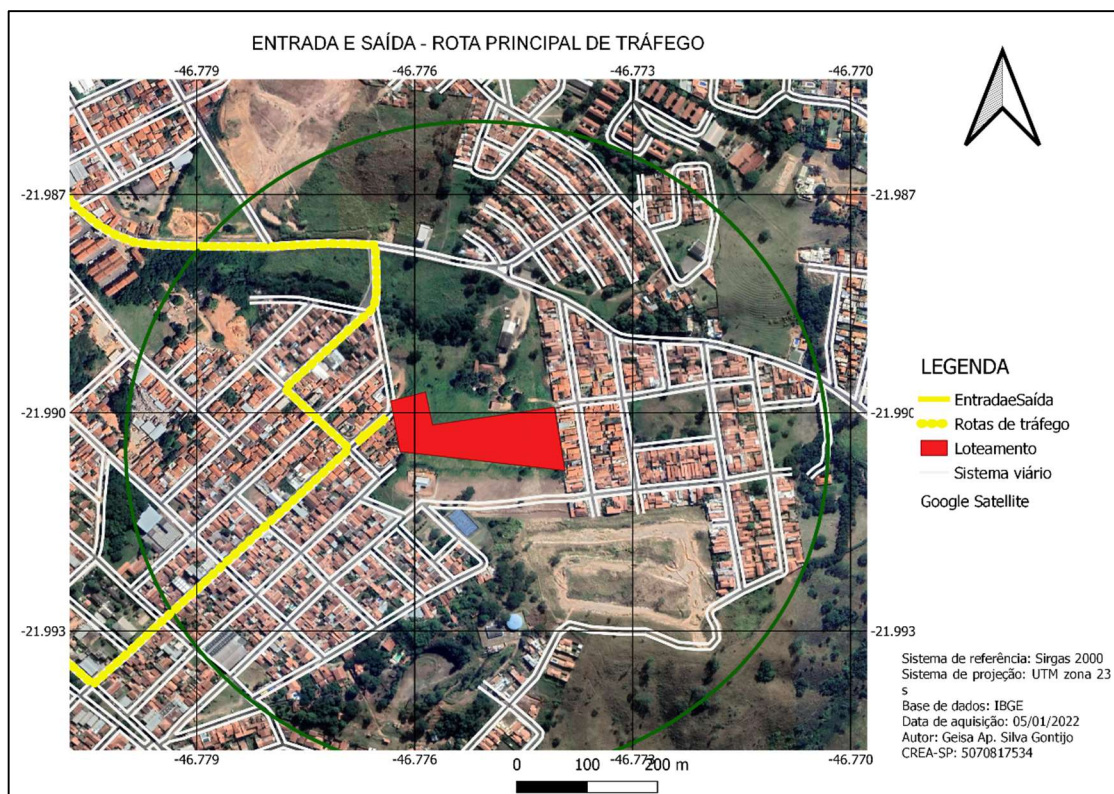 ENTRADA E SAÍDA - ROTA PRINCIPAL DE TRÁFEGO
-46.779 -46.776 -46.773 -46.770
-21.987 -21.987
-21.990 -21.990
-21.993 -21.993
-46.779 -46.776 -46.773 -46.770
0 100 200 m
LEGENDA
EntradaeSaída
Rotas de tráfego
Loteamento
Sistema viário
Google Satellite
Sistema de referência: Sirgas 2000
Sistema de projeção: UTM zona 23
s
Base de dados: IBGE
Data de aquisição: 05/01/2022
Autor: Geisa Ap. Silva Gontijo
CREA-SP: 5070817534